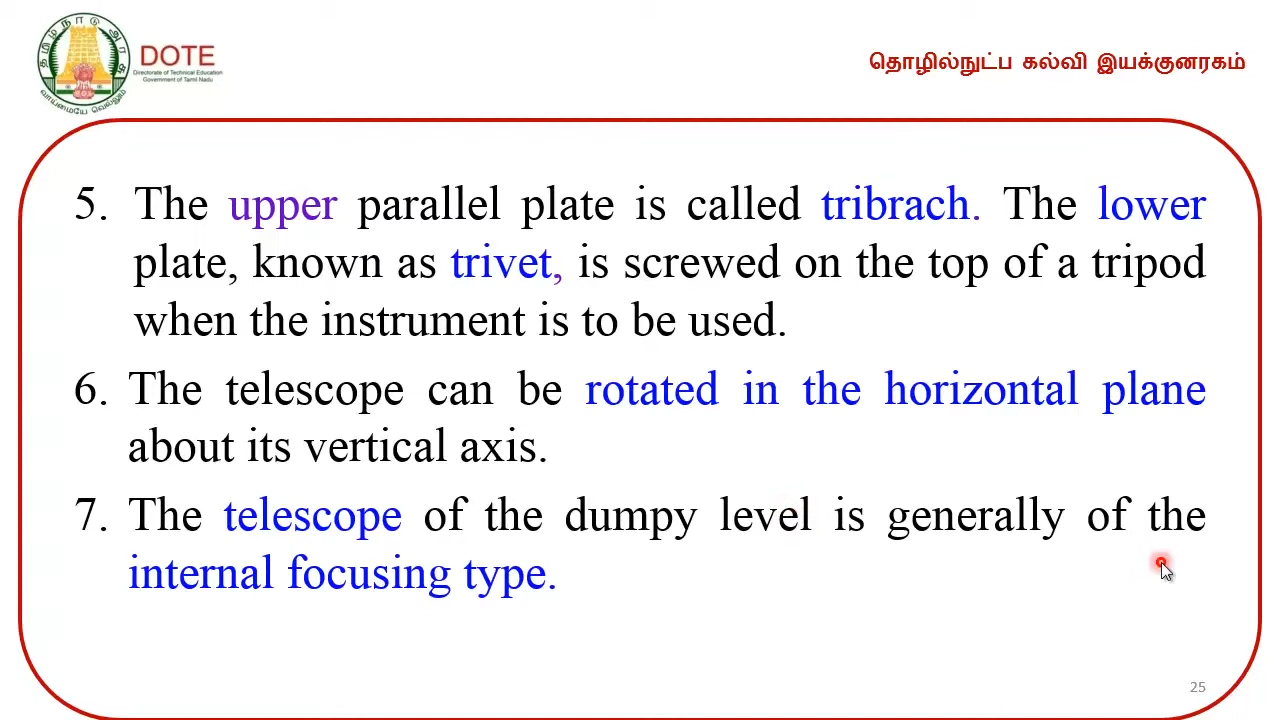 தமிழ்நாடு அரசு
வாய்மையே வெல்லும்
DOTE
Directorate of Technical Education
Government of Tamil Nadu
தொழில்நுட்ப கல்வி இயக்குனரகம்
5. The upper parallel plate is called tribrach. The lower
plate, known as trivet, is screwed on the top of a tripod
when the instrument is to be used.
6. The telescope can be rotated in the horizontal plane
about its vertical axis.
7. The telescope of the dumpy level is generally of the
internal focusing type.
25